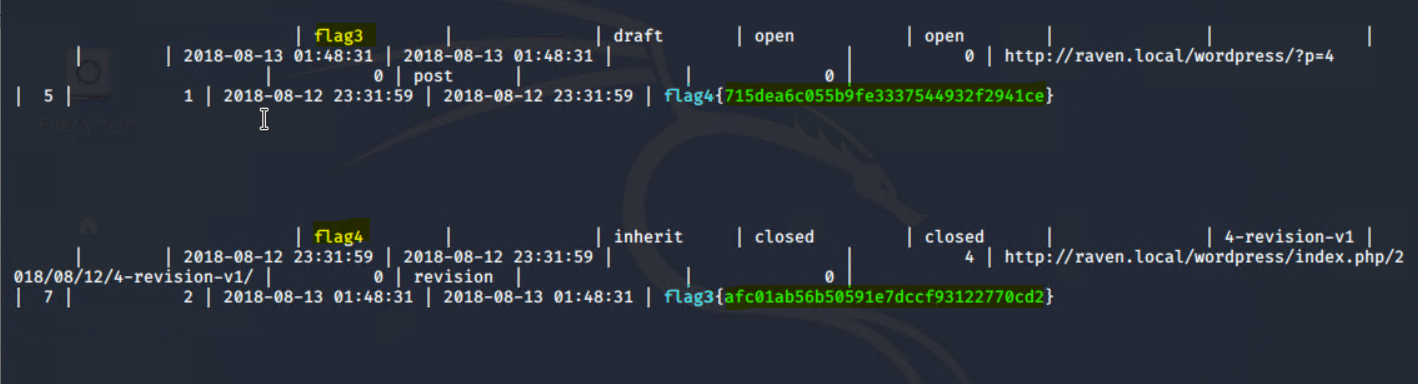 | flag3 | | draft | open | open | | |
| | 2018-08-13 01:48:31 | 2018-08-13 01:48:31 | | 0 | http://raven.local/wordpress/?p=4
| 0 | post | | 0 |
| 5 | 1 | 2018-08-12 23:31:59 | 2018-08-12 23:31:59 | flag4{715dea6c055b9fe3337544932f2941ce}
File System
| flag4 | | inherit | closed | closed | | 4-revision-v1 |
| | 2018-08-12 23:31:59 | 2018-08-12 23:31:59 | | 4 | http://raven.local/wordpress/index.php/2
018/08/12/4-revision-v1/ | 0 | revision | | 0 |
| 7 | 2 | 2018-08-13 01:48:31 | 2018-08-13 01:48:31 | flag3{afc01ab56b50591e7dccf93122770cd2}